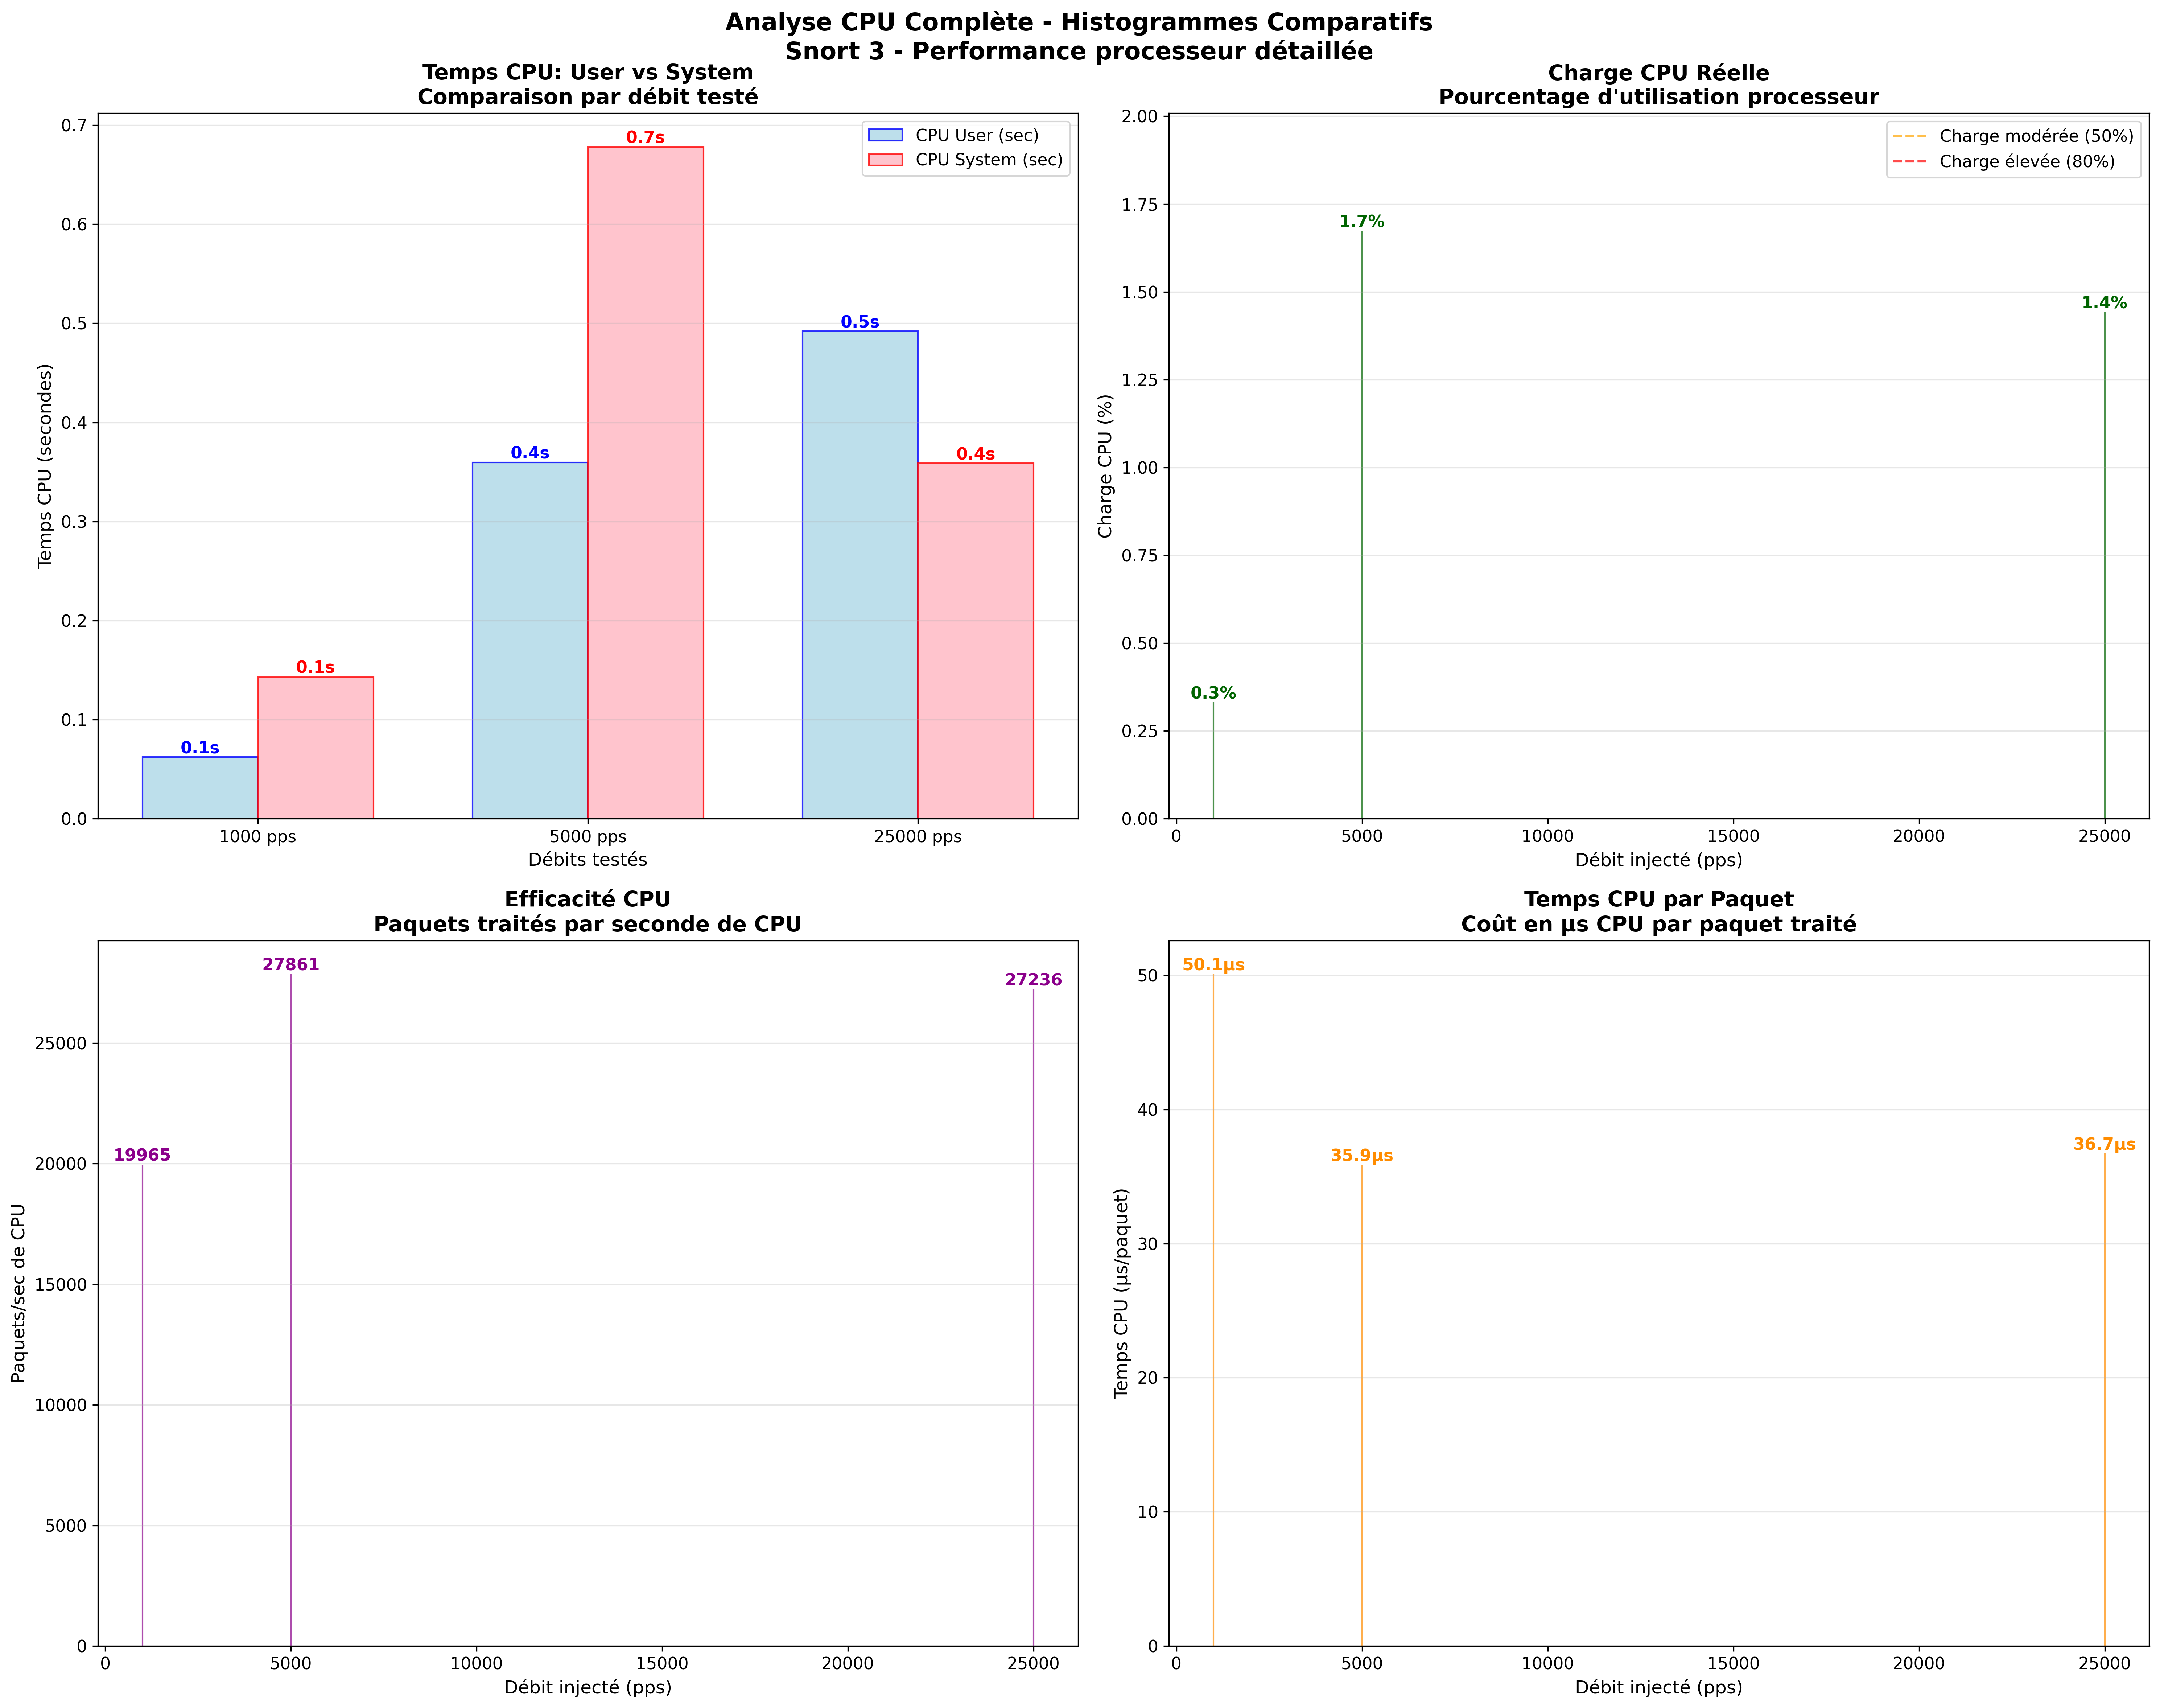 Analyse CPU Complète - Histogrammes Comparatifs
Snort 3 - Performance processeur détaillée
Temps CPU: User vs System
Comparaison par débit testé
CPU User (sec)
CPU System (sec)
Temps CPU (secondes)
0.7
0.6
0.5
0.4
0.3
0.2
0.1
0.0
0.1s
0.1s
0.4s
0.7s
0.5s
0.4s
1000 pps
5000 pps
25000 pps
Débits testés
Charge CPU Réelle
Pourcentage d'utilisation processeur
Charge modérée (50%)
Charge élevée (80%)
Charge CPU (%)
2.00
1.75
1.50
1.25
1.00
0.75
0.50
0.25
0.00
0.3%
1.7%
1.4%
0
5000
10000
15000
20000
25000
Débit injecté (pps)
Efficacité CPU
Paquets traités par seconde de CPU
Paquets/sec de CPU
25000
20000
15000
10000
5000
0
19965
27861
27236
0
5000
10000
15000
20000
25000
Débit injecté (pps)
Temps CPU par Paquet
Coût en µs CPU par paquet traité
Temps CPU (µs/paquet)
50
40
30
20
10
0
50.1µs
35.9µs
36.7µs
0
5000
10000
15000
20000
25000
Débit injecté (pps)